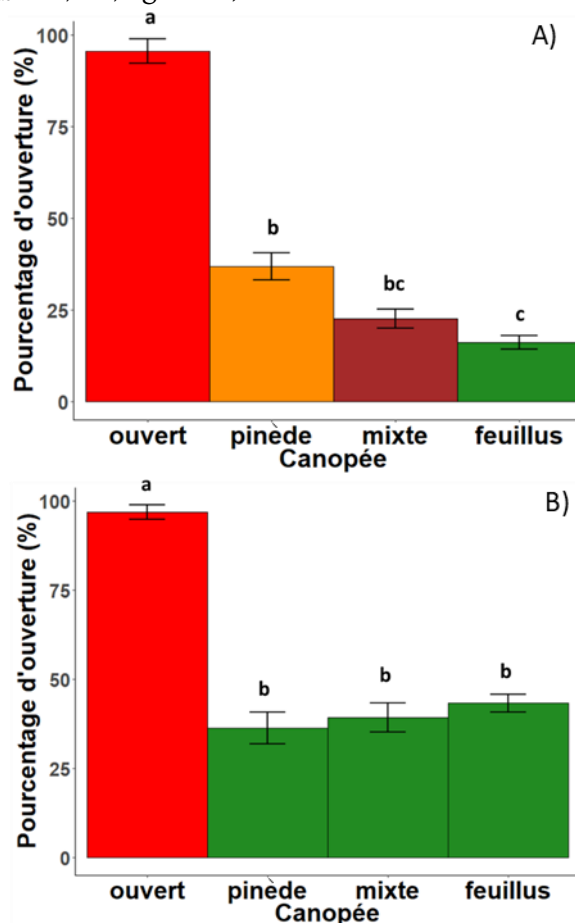 A)
a
100
b
75
bc
50
c
25
0
Pourcentage d'ouverture (%)
ouvert pinède mixte feuillus
Canopée
B)
a
100
75
b b b
50
25
0
Pourcentage d'ouverture (%)
ouvert pinède mixte feuillus
Canopée